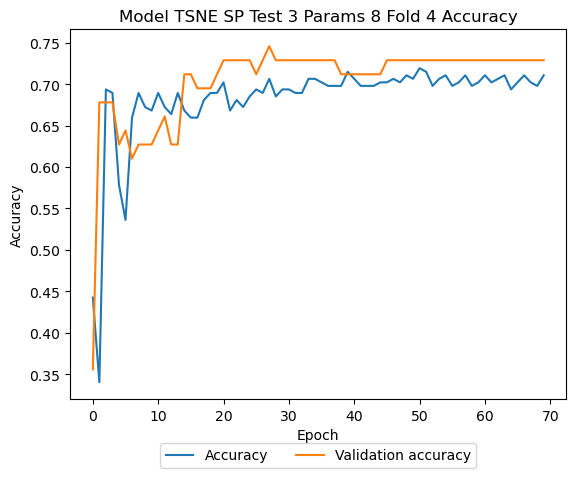 Model TSNE SP Test 3 Params 8 Fold 4 Accuracy
Accuracy
0.75
0.70
0.65
0.60
0.55
0.50
0.45
0.40
0.35
0 10 20 30 40 50 60 70
Epoch
Accuracy Validation accuracy